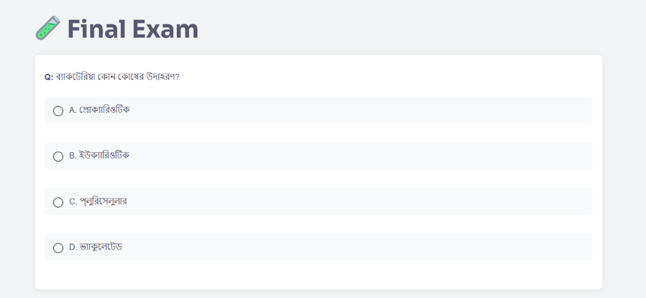 Final Exam
Q: ব্যাকটেরিয়া কোন কোষের উদাহরণ?
A. প্রোক্যারিওটিক
B. ইউক্যারিওটিক
C. প্লুরিসেলুলার
D. ভ্যাকুলেটেড